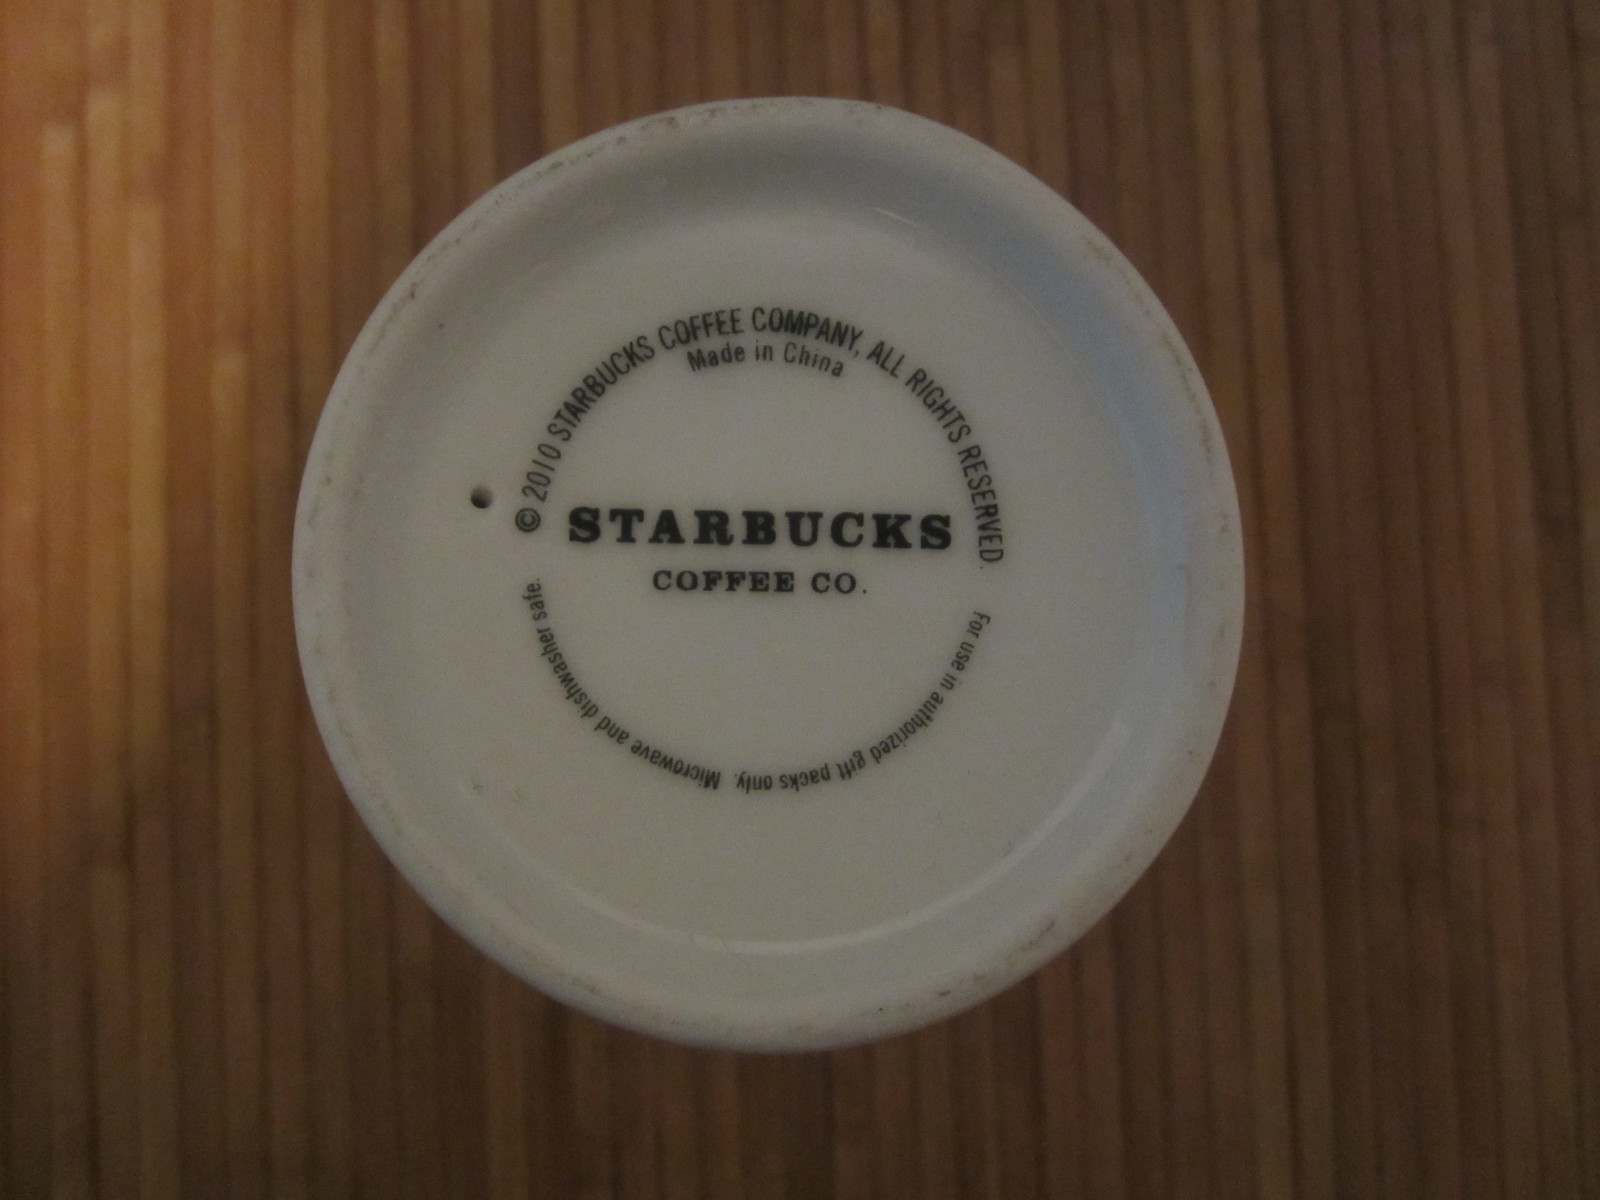 © 2010 STARBUCKS COFFEE COMPANY, ALL RIGHTS RESERVED.
Made in China
STARBUCKS
COFFEE CO.
For use in authorized gift packs only. Microwave and dishwasher safe.